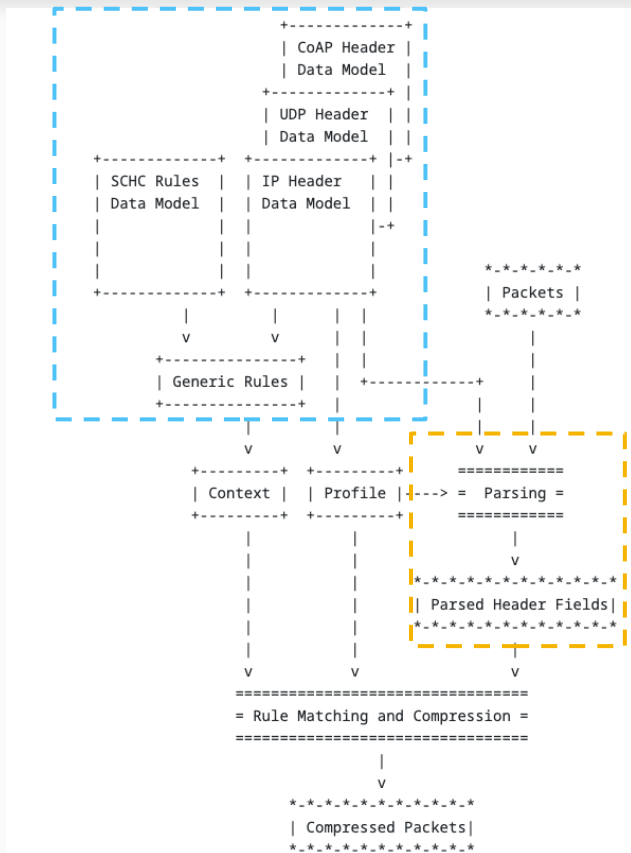 CoAP Header
Data Model
UDP Header
Data Model
SCHC Rules
Data Model
IP Header
Data Model
Packets
Generic Rules
Context
Profile
= Parsing =
Parsed Header Fields
= Rule Matching and Compression =
Compressed Packets